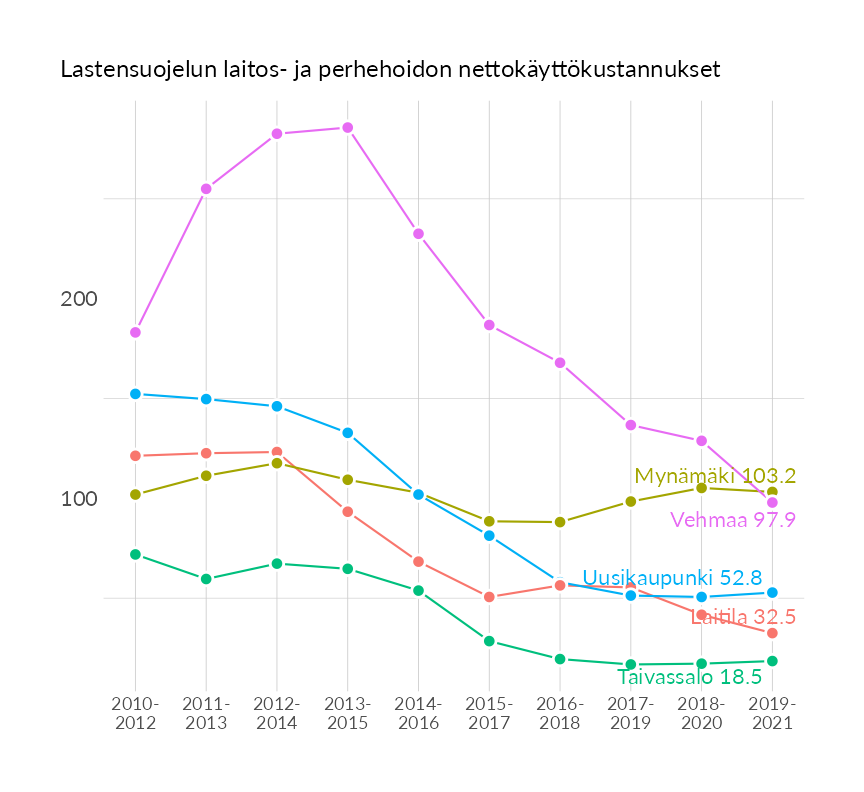 Lastensuojelun laitos- ja perhehoidon nettokäyttökustannukset
200
100
Mynämäki 103.2
Vehmaa 97.9
Uusikaupunki 52.8
Laitila 32.5
Taivassalo 18.5
2010-2012
2011-2013
2012-2014
2013-2015
2014-2016
2015-2017
2016-2018
2017-2019
2018-2020
2019-2021